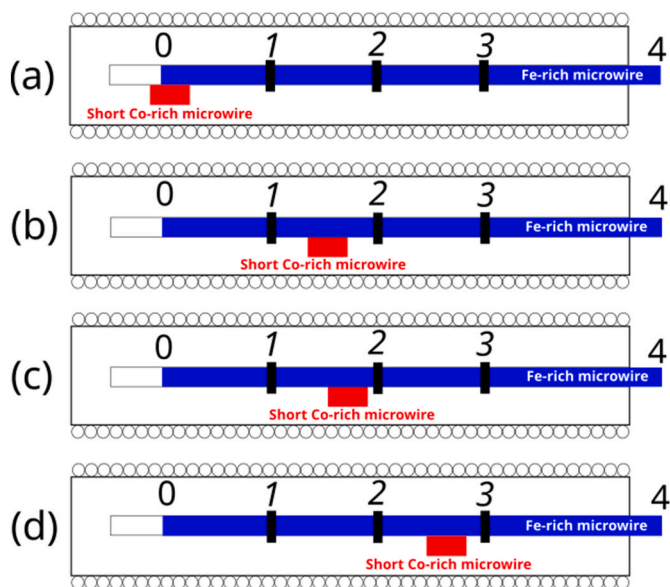 0 1 2 3 4
(a) Fe-rich microwire
Short Co-rich microwire
0 1 2 3 4
(b) Fe-rich microwire
Short Co-rich microwire
0 1 2 3 4
(c) Fe-rich microwire
Short Co-rich microwire
0 1 2 3 4
(d) Fe-rich microwire
Short Co-rich microwire